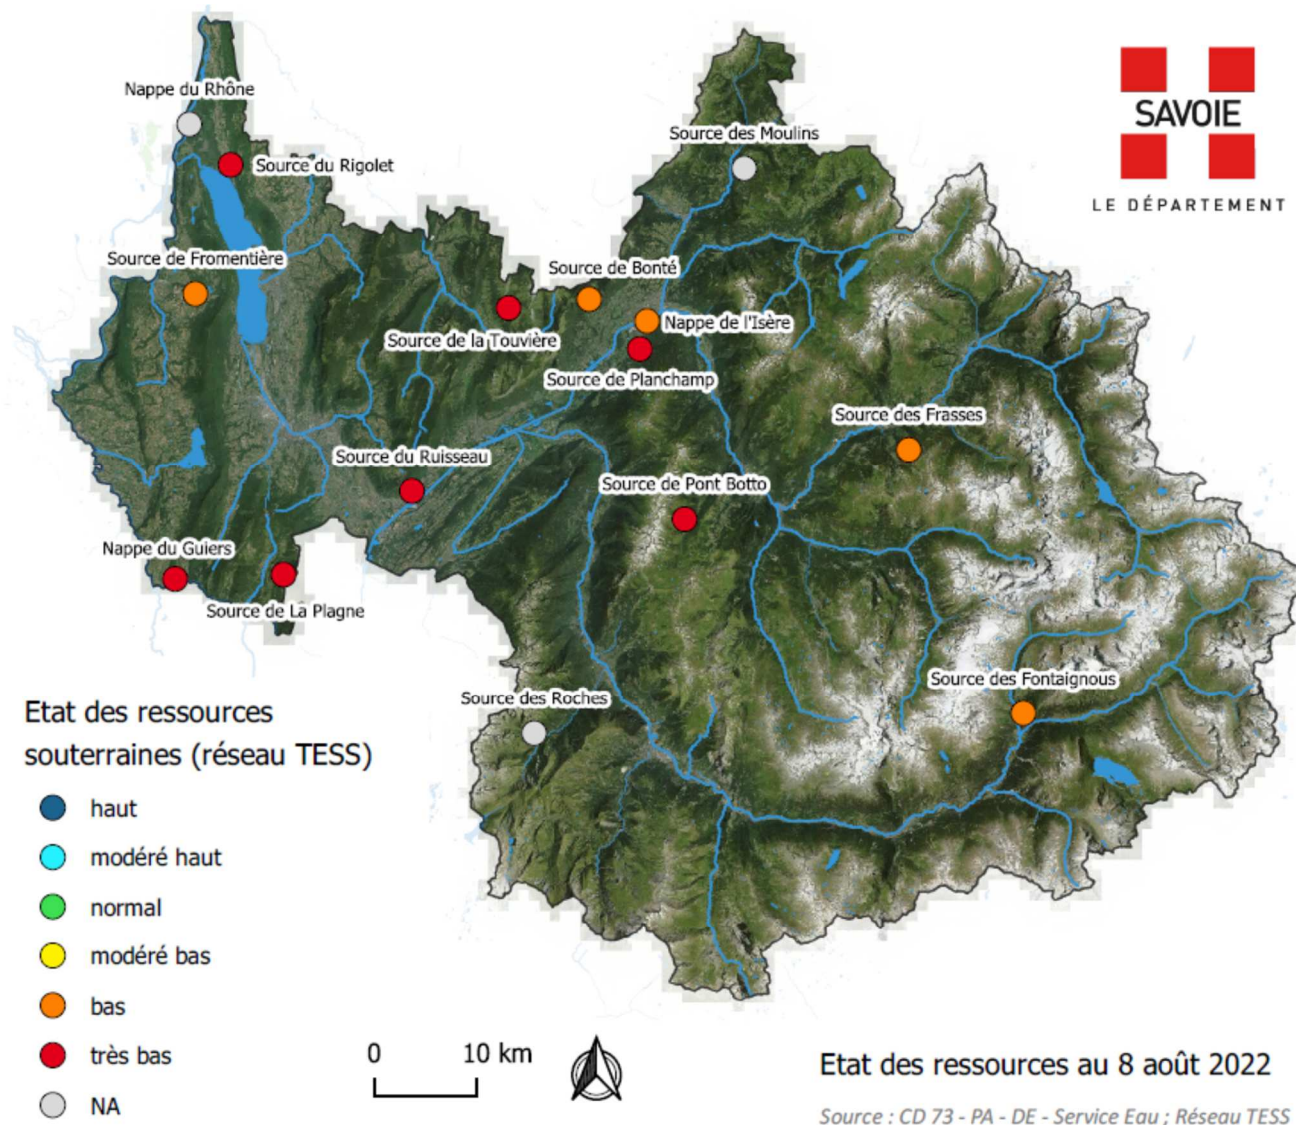 Nappe du Rhône
Source du Rigolet
Source des Moulins
SAVOIE
LE DÉPARTEMENT
Source de Fromentière
Source de Bonté
Nappe de l'Isère
Source de la Touvière
Source de Planchamp
Source des Frasses
Source du Ruisseau
Source de Pont Botto
Nappe du Guiers
Source de La Plagne
Source des Fontaignous
Source des Roches
Etat des ressources
souterraines (réseau TESS)
haut
modéré haut
normal
modéré bas
bas
très bas
NA
0 10 km
Etat des ressources au 8 août 2022
Source : CD 73 - PA - DE - Service Eau ; Réseau TESS